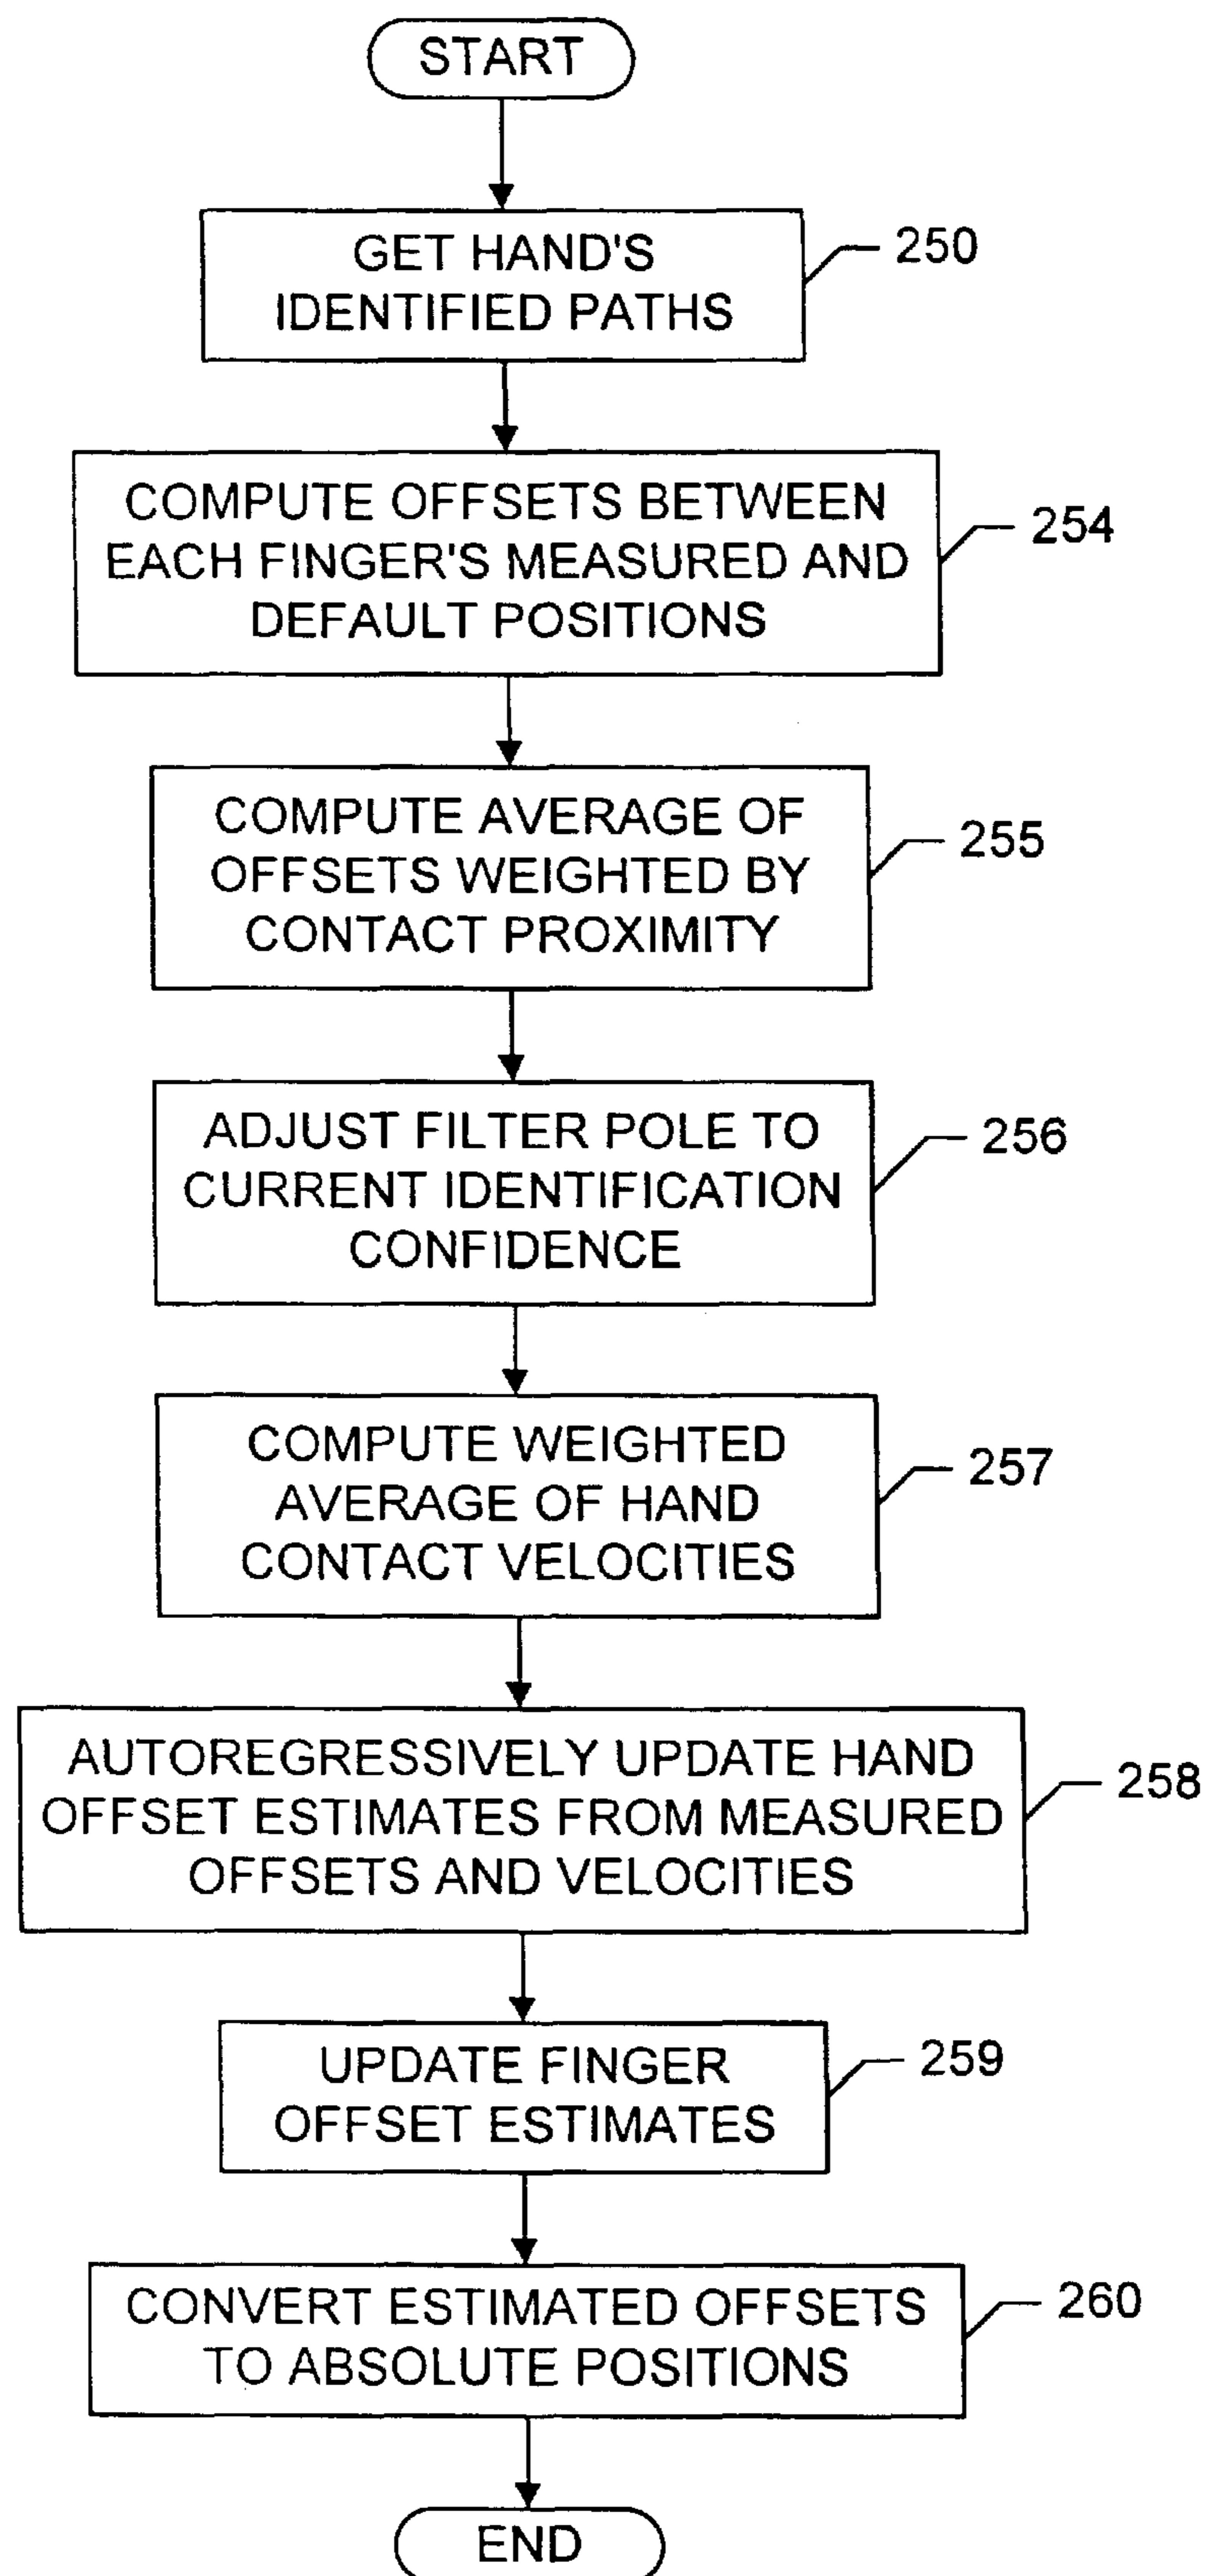 START
GET HAND'S
IDENTIFIED PATHS
250
COMPUTE OFFSETS BETWEEN
EACH FINGER'S MEASURED AND
DEFAULT POSITIONS
254
COMPUTE AVERAGE OF
OFFSETS WEIGHTED BY
CONTACT PROXIMITY
255
ADJUST FILTER POLE TO
CURRENT IDENTIFICATION
CONFIDENCE
256
COMPUTE WEIGHTED
AVERAGE OF HAND
CONTACT VELOCITIES
257
AUTOREGRESSIVELY UPDATE HAND
OFFSET ESTIMATES FROM MEASURED
OFFSETS AND VELOCITIES
258
UPDATE FINGER
OFFSET ESTIMATES
259
CONVERT ESTIMATED OFFSETS
TO ABSOLUTE POSITIONS
260
END